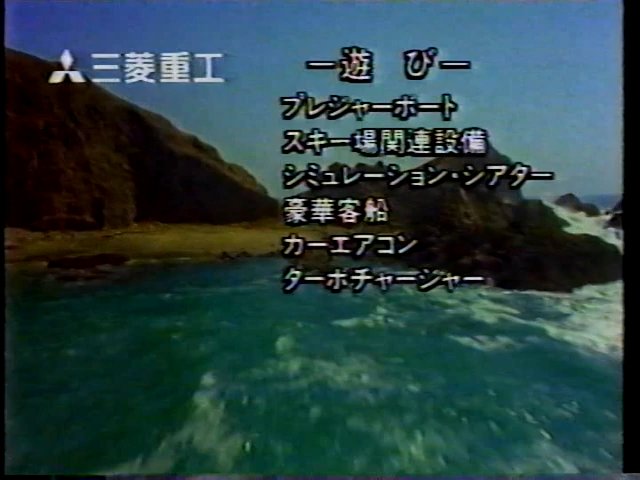 三菱重工
―遊 び―
プレジャーボート
スキー場関連設備
シミュレーション・シアター
豪華客船
カーエアコン
ターボチャージャー